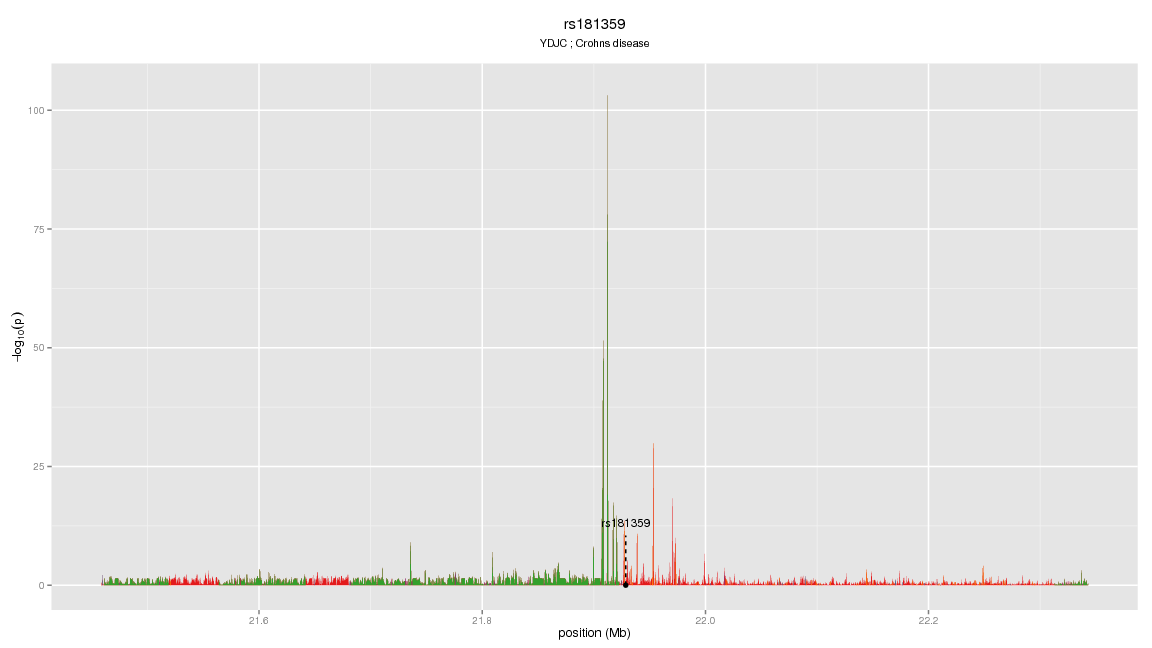 rs181359
YDJC ; Crohns disease
100
75
50
25
0
−log10(p)
rs181359
21.6 21.8 22.0 22.2
position (Mb)